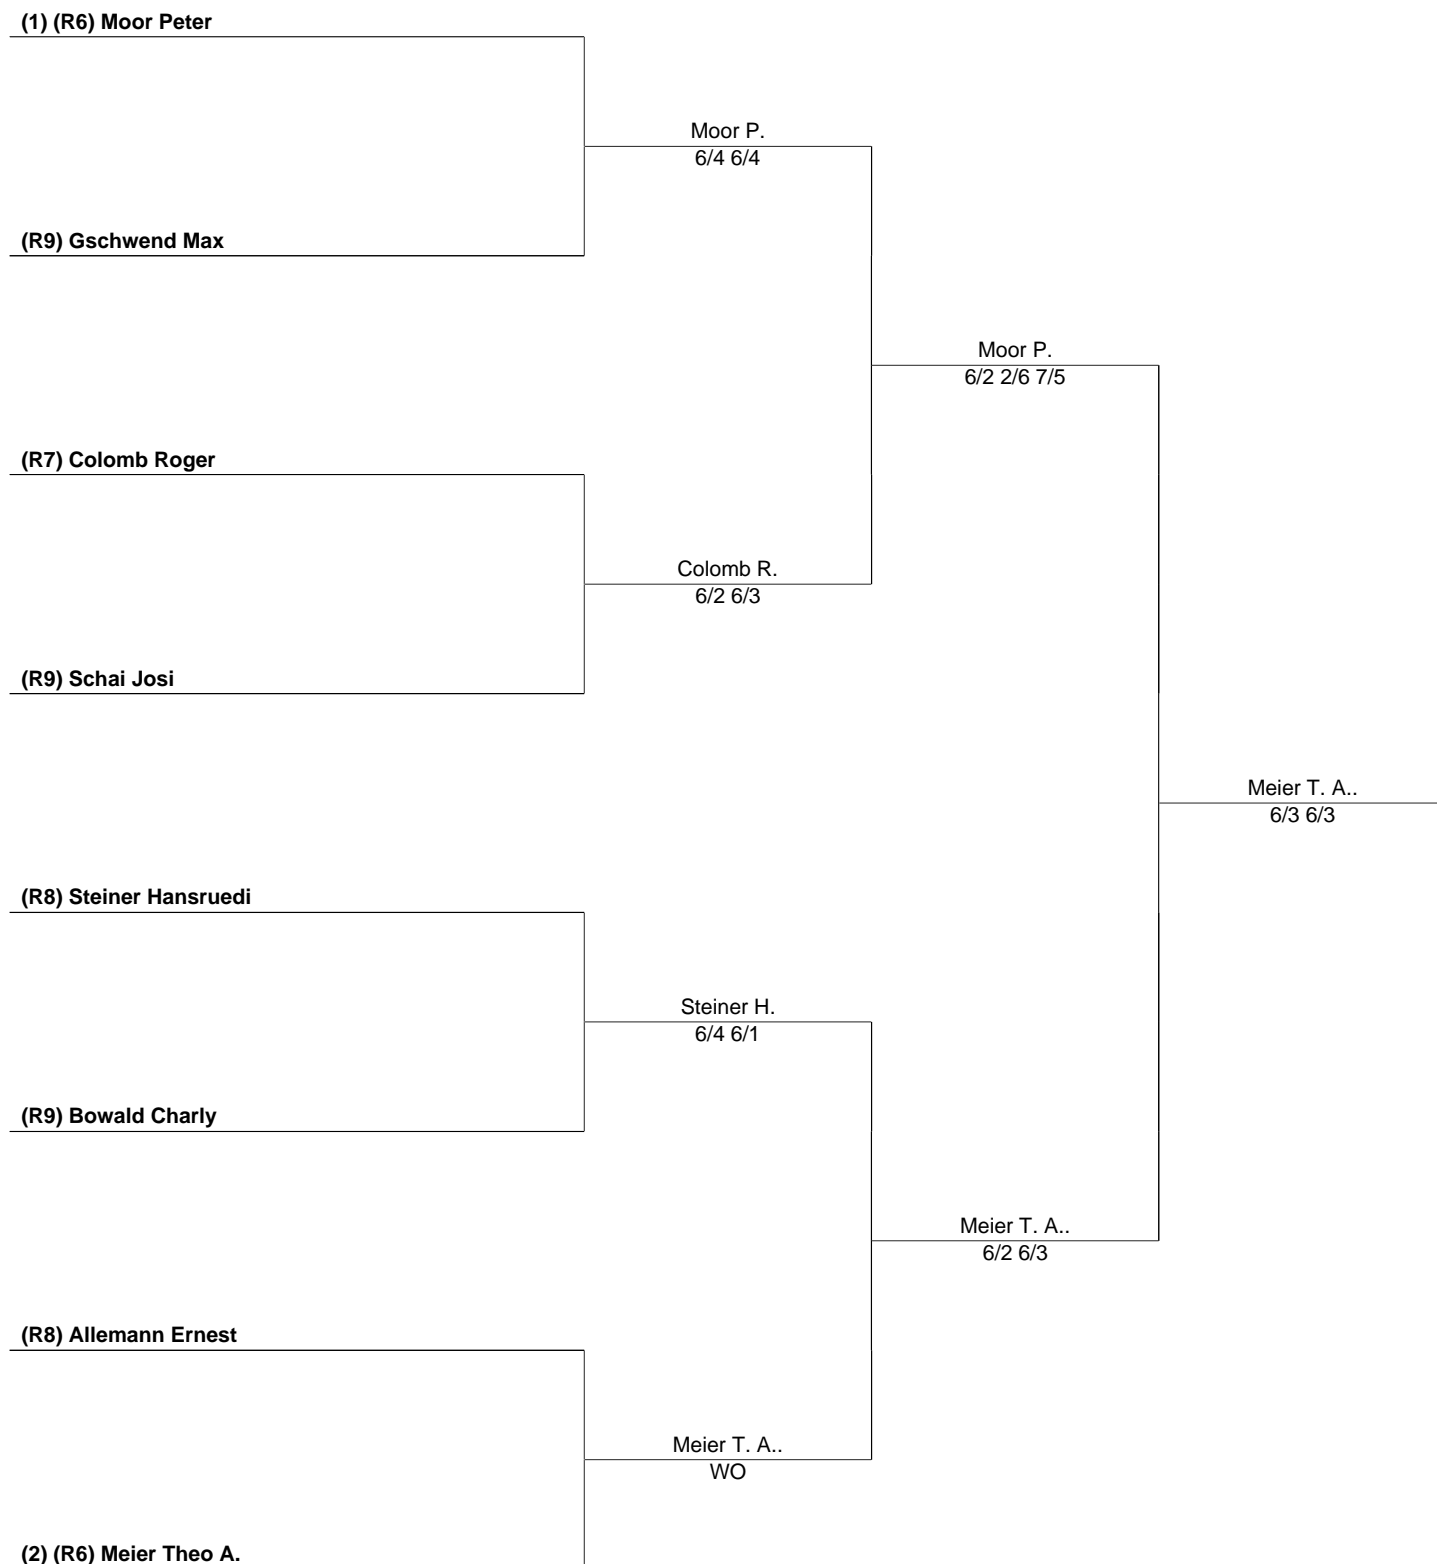 (1) (R6) Moor Peter
Moor P.
6/4 6/4
(R9) Gschwend Max
Moor P.
6/2 2/6 7/5
(R7) Colomb Roger
Colomb R.
6/2 6/3
(R9) Schai Josi
Meier T. A..
6/3 6/3
(R8) Steiner Hansruedi
Steiner H.
6/4 6/1
(R9) Bowald Charly
Meier T. A..
6/2 6/3
(R8) Allemann Ernest
Meier T. A..
WO
(2) (R6) Meier Theo A.